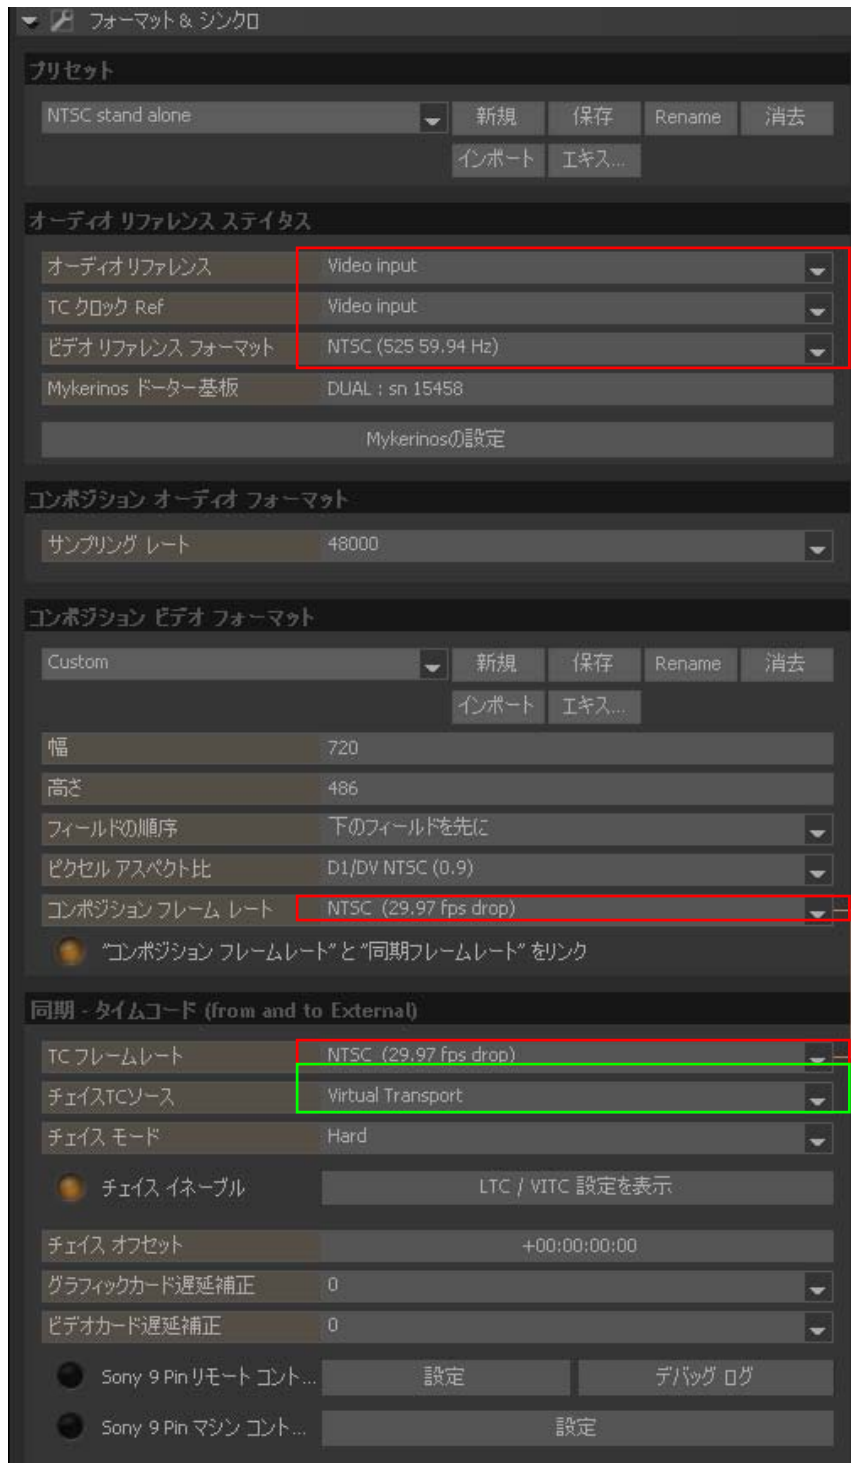 フォーマット & シンクロ
プリセット
NTSC stand alone 新規 保存 Rename 消去
インポート エキス...
オーディオ リファレンス ステイタス
オーディオリファレンス Video input
TC クロック Ref Video input
ビデオ リファレンス フォーマット NTSC (525 59.94 Hz)
Mykerinos ドーター基板 DUAL : sn 15458
Mykerinosの設定
コンポジション オーディオ フォーマット
サンプリング レート 48000
コンポジション ビデオ フォーマット
Custom 新規 保存 Rename 消去
インポート エキス...
幅 720
高さ 486
フィールドの順序 下のフィールドを先に
ピクセル アスペクト比 D1/DV NTSC (0.9)
コンポジション フレーム レート NTSC (29.97 fps drop)
"コンポジション フレームレート" と "同期フレームレート" をリンク
同期 - タイムコード (from and to External)
TC フレームレート NTSC (29.97 fps drop)
チェイスTCソース Virtual Transport
チェイス モード Hard
チェイス イネーブル LTC / VITC 設定を表示
チェイス オフセット +00:00:00:00
グラフィックカード遅延補正 0
ビデオカード遅延補正 0
Sony 9 Pin リモート コント... 設定 デバッグ ログ
Sony 9 Pin マシン コント... 設定